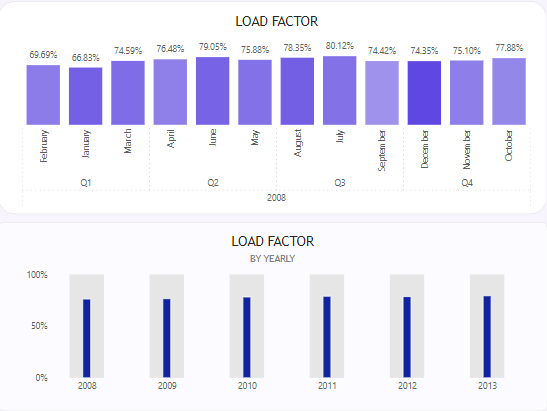 LOAD FACTOR
69.69% 66.83% 74.59% 76.48% 79.05% 75.88% 78.35% 80.12% 74.42% 74.35% 75.10% 77.88%
February January March April June May August July September December November October
Q1 Q2 Q3 Q4
2008
LOAD FACTOR
BY YEARLY
100%
50%
0%
2008 2009 2010 2011 2012 2013